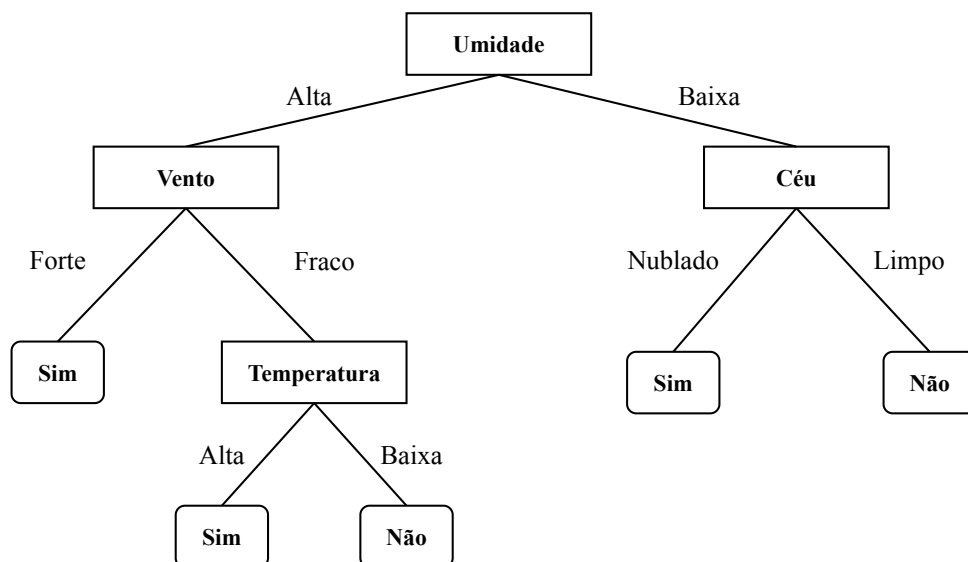 Umidade
Alta
Baixa
Vento
Céu
Forte
Fraco
Nublado
Limpo
Sim
Temperatura
Sim
Não
Alta
Baixa
Sim
Não